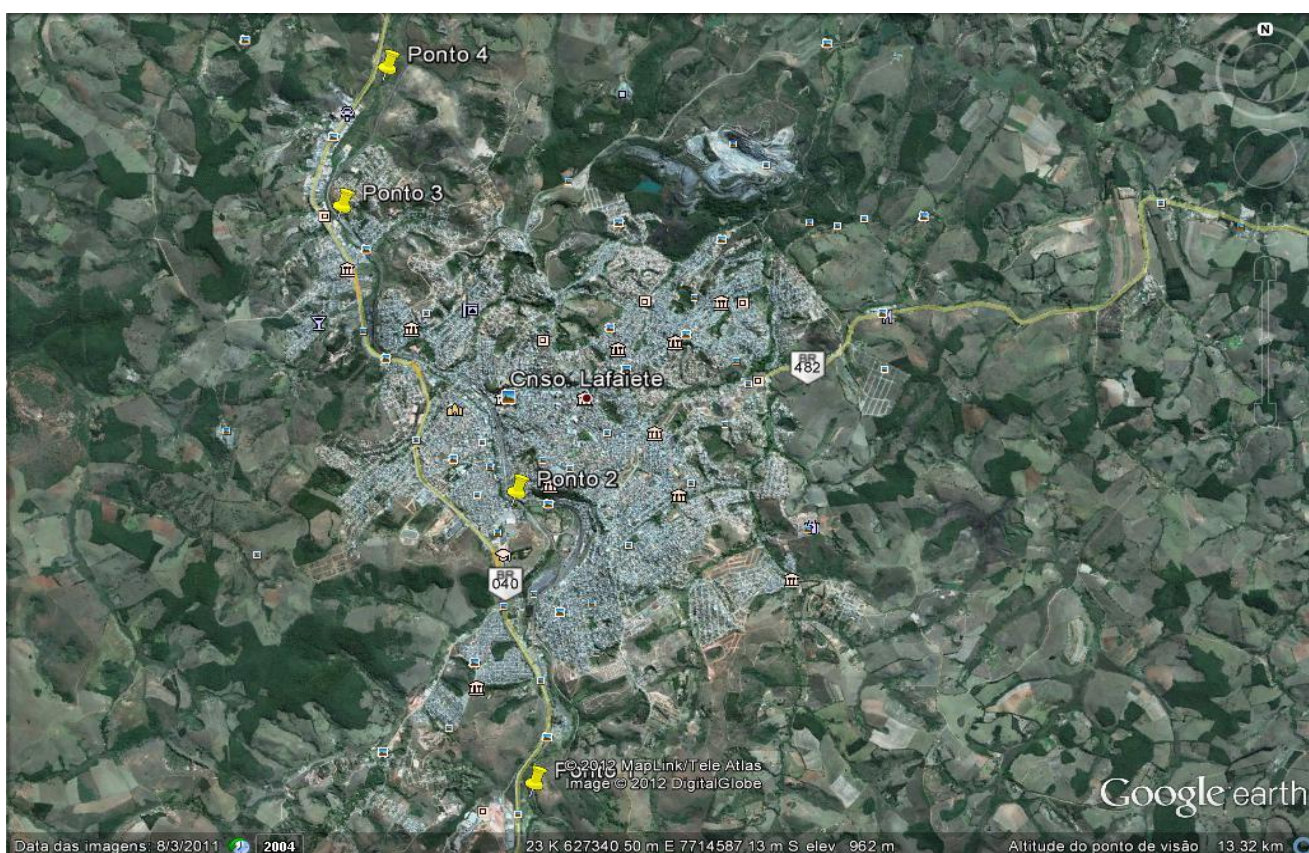 N
Ponto 4
Ponto 3
BR
482
Cnso. Lafaiete
Ponto 2
BR
040
Ponto 1
© 2012 MapLink/Tele Atlas
Image © 2012 DigitalGlobe
Google earth
Data das imagens: 8/3/2011 2004 23 K 627340.50 m E 7714587.13 m S elev 962 m Altitude do ponto de visão 13.32 km